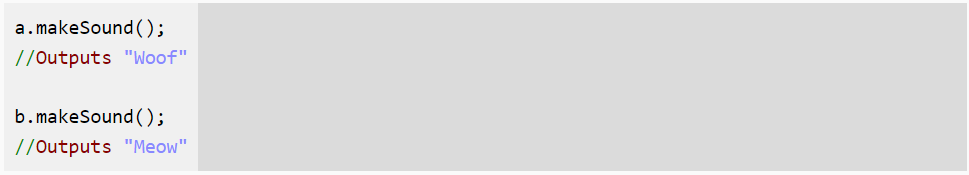 a.makeSound();
//Outputs "Woof"
b.makeSound();
//Outputs "Meow"